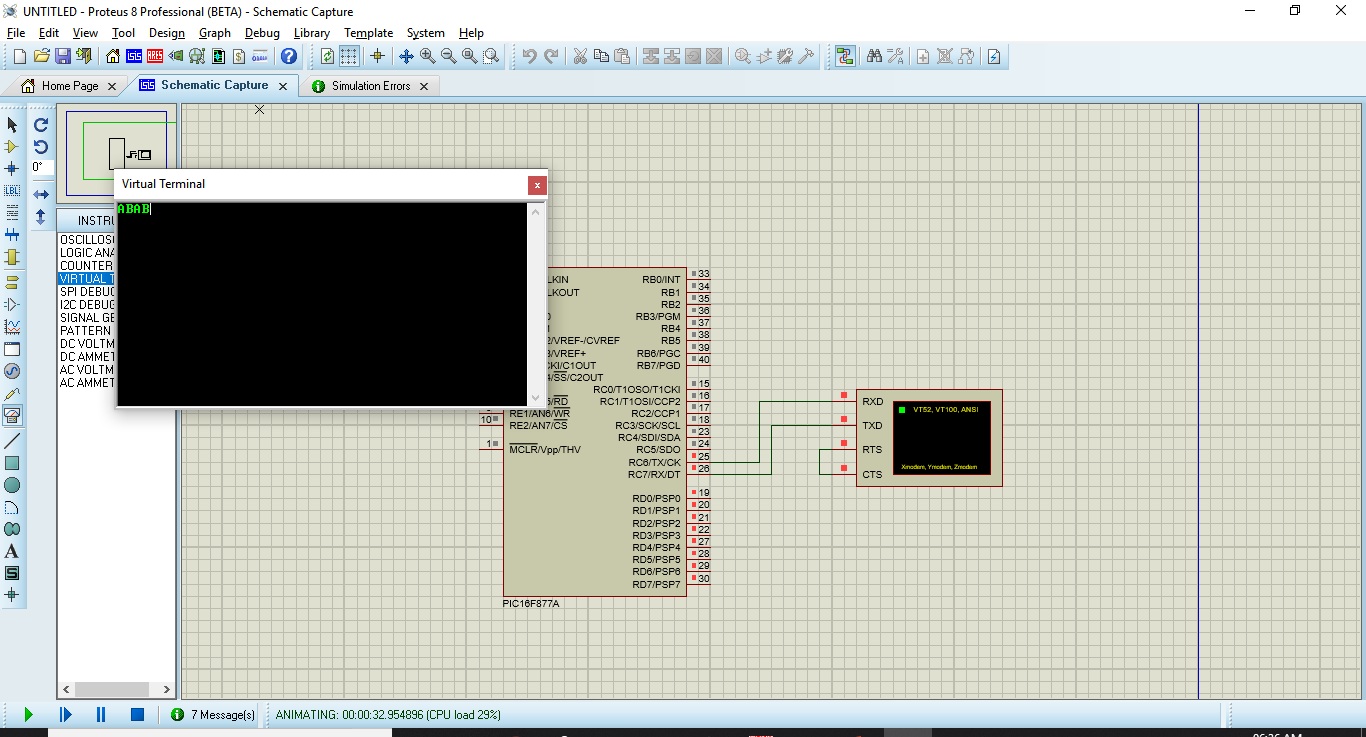 UNTITLED - Proteus 8 Professional (BETA) - Schematic Capture
File Edit View Tool Design Graph Debug Library Template System Help
Home Page Schematic Capture Simulation Errors
0°
LBL
Virtual Terminal
ABAB
INSTRU
OSCILLOS
LOGIC ANA
COUNTER
VIRTUAL T
SPI DEBUG
I2C DEBUG
SIGNAL GE
PATTERN
DC VOLTM
DC AMMET
AC VOLTM
AC AMMET
LKIN RB0/INT 33
LKOUT RB1 34
RB2 35
RB3/PGM 36
RB4 37
2/VREF-/CVREF RB5 38
3/VREF+ RB6/PGC 39
CKI/C1OUT RB7/PGD 40
4/SS/C2OUT
RC0/T1OSO/T1CKI 15
5/RD RC1/T1OSI/CCP2 16
RE1/AN6/WR RC2/CCP1 17
10 RE2/AN7/CS RC3/SCK/SCL 18
RC4/SDI/SDA 23
1 MCLR/Vpp/THV RC5/SDO 24
RC6/TX/CK 25
RC7/RX/DT 26
RD0/PSP0 19
RD1/PSP1 20
RD2/PSP2 21
RD3/PSP3 22
RD4/PSP4 27
RD5/PSP5 28
RD6/PSP6 29
RD7/PSP7 30
PIC16F877A
RXD
TXD
RTS
CTS
VT52, VT100, ANSI
Xmodem, Ymodem, Zmodem
7 Message(s) ANIMATING: 00:00:32.954896 (CPU load 29%)